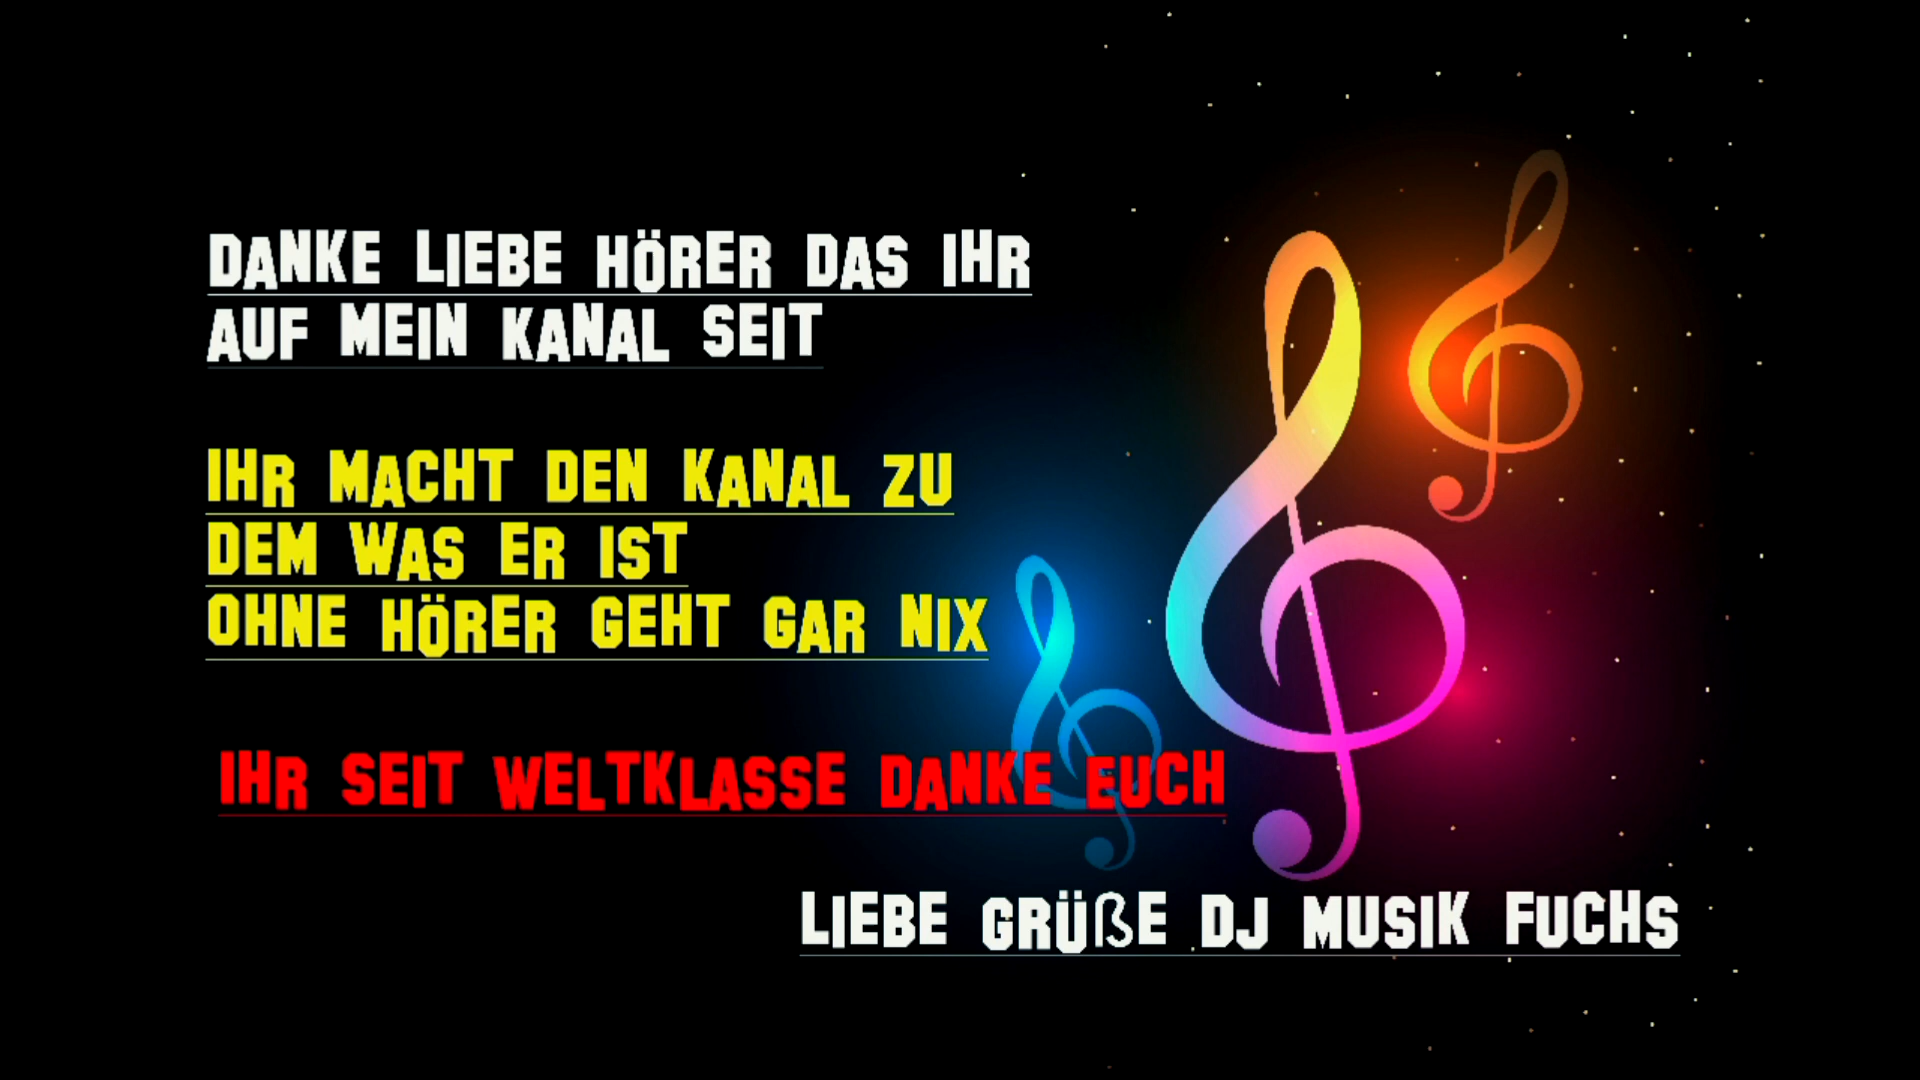 DANKE LIEBE HÖRER DAS IHR
AUF MEIN KANAL SEIT
IHR MACHT DEN KANAL ZU
DEM WAS ER IST
OHNE HÖRER GEHT GAR NIX
IHR SEIT WELTKLASSE DANKE EUCH
LIEBE GRÜßE DJ MUSIK FUCHS